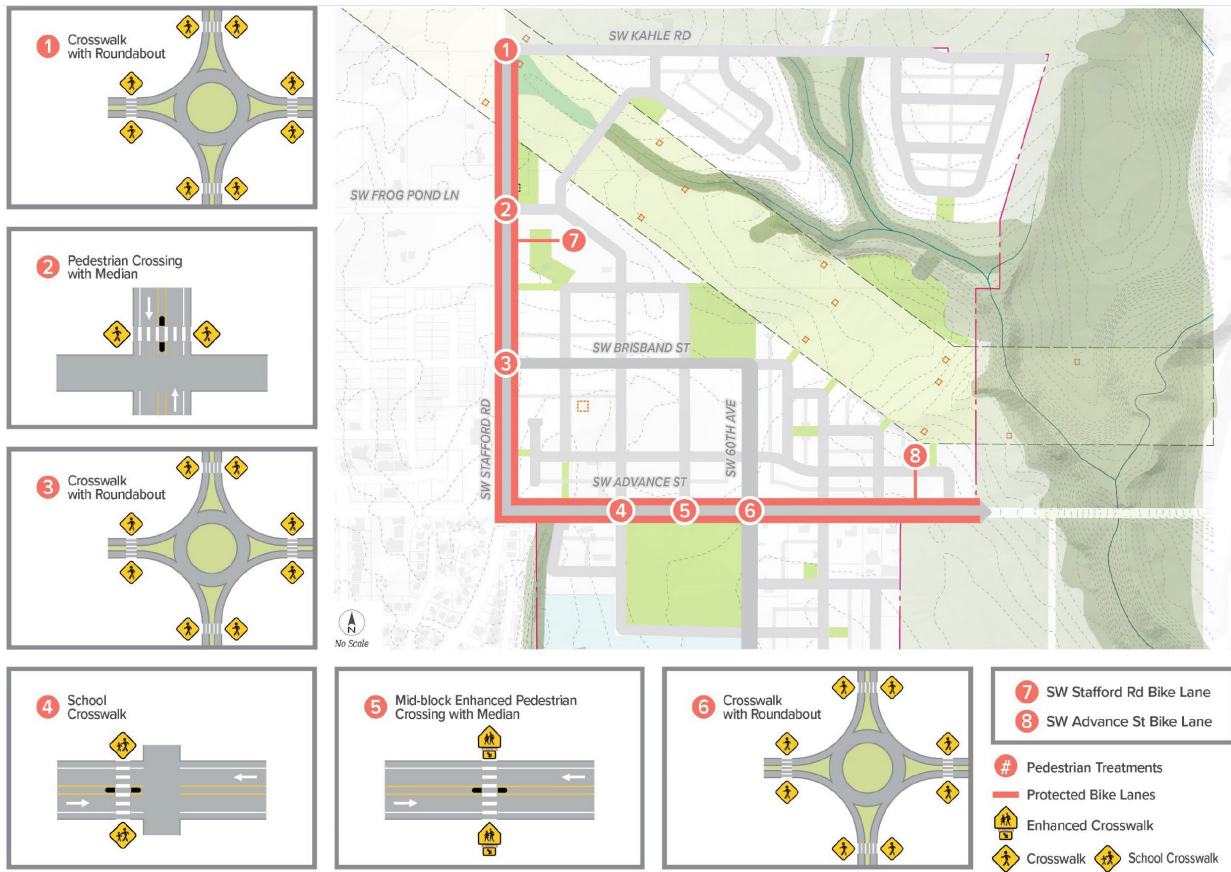 1 Crosswalk
with Roundabout
2 Pedestrian Crossing
with Median
3 Crosswalk
with Roundabout
4 School
Crosswalk
5 Mid-block Enhanced Pedestrian
Crossing with Median
6 Crosswalk
with Roundabout
1
SW KAHLE RD
SW FROG POND LN
2
7
3
SW BRISBAND ST
SW STAFFORD RD
SW 60TH AVE
8
SW ADVANCE ST
4
5
6
N
No Scale
7 SW Stafford Rd Bike Lane
8 SW Advance St Bike Lane
# Pedestrian Treatments
Protected Bike Lanes
Enhanced Crosswalk
Crosswalk
School Crosswalk